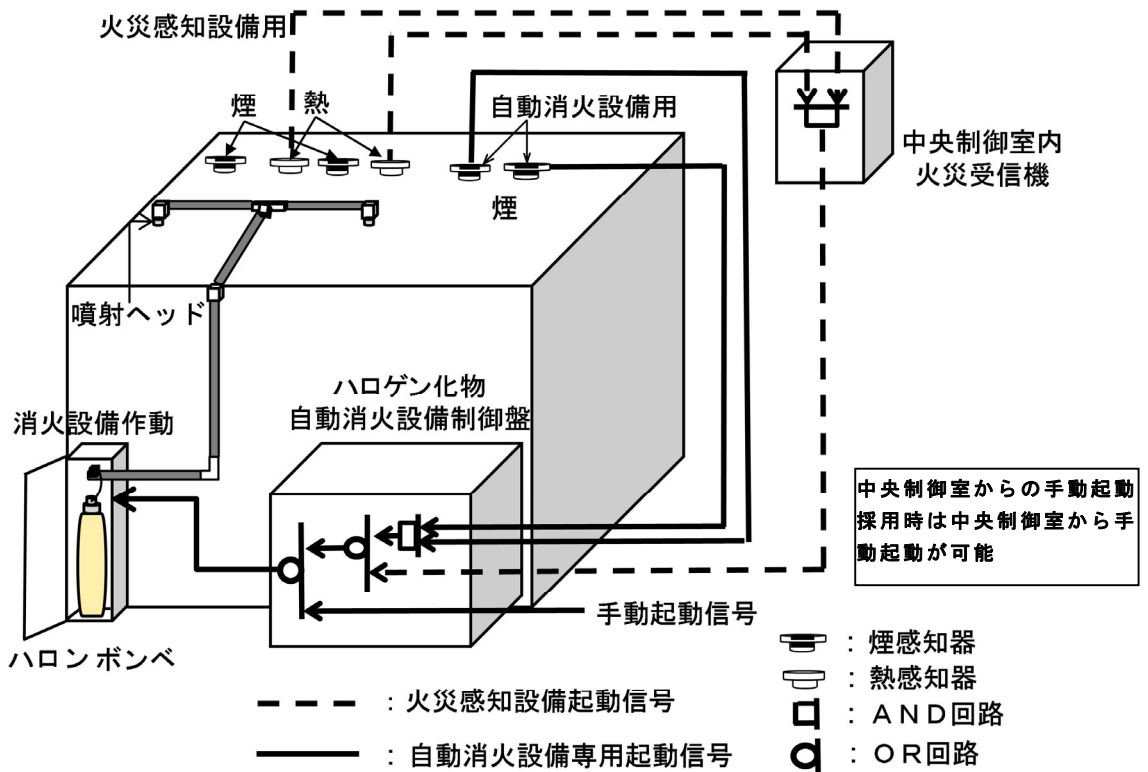 火災感知設備用
煙
熱
自動消火設備用
中央制御室内
火災受信機
煙
噴射ヘッド
ハロゲン化物
自動消火設備制御盤
消火設備作動
中央制御室からの手動起動
採用時は中央制御室から手
動起動が可能
手動起動信号
ハロンボンベ
：煙感知器
：熱感知器
：火災感知設備起動信号
：ＡＮＤ回路
：自動消火設備専用起動信号
：ＯＲ回路